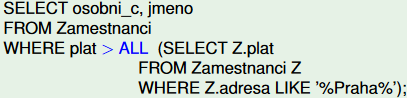 SELECT osobni_c, jmeno
FROM Zamestnanci
WHERE plat > ALL (SELECT Z.plat
FROM Zamestnanci Z
WHERE Z.adresa LIKE '%Praha%');